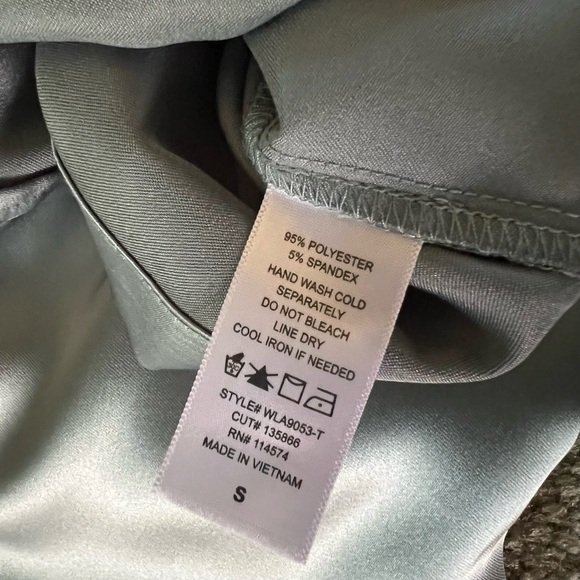 95% POLYESTER
5% SPANDEX
HAND WASH COLD
SEPARATELY
DO NOT BLEACH
LINE DRY
COOL IRON IF NEEDED
STYLE# WLA9053-T
CUT# 135866
RN# 114574
MADE IN VIETNAM
S